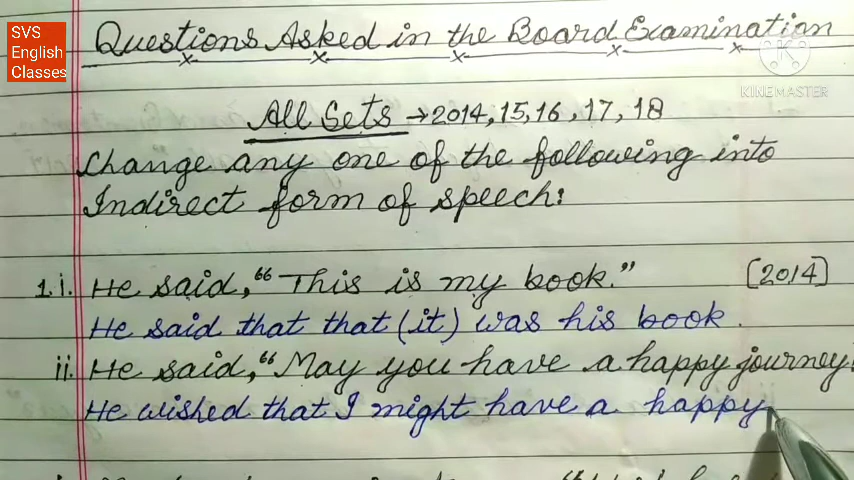 SVS
English
Classes
Questions Asked in the Board Examination
KINEMASTER
All Sets → 2014, 15, 16, 17, 18
Change any one of the following into
Indirect form of speech:
1. i. He said, “This is my book.” [2014]
He said that that (it) was his book.
ii. He said, “May you have a happy journey
He wished that I might have a happy